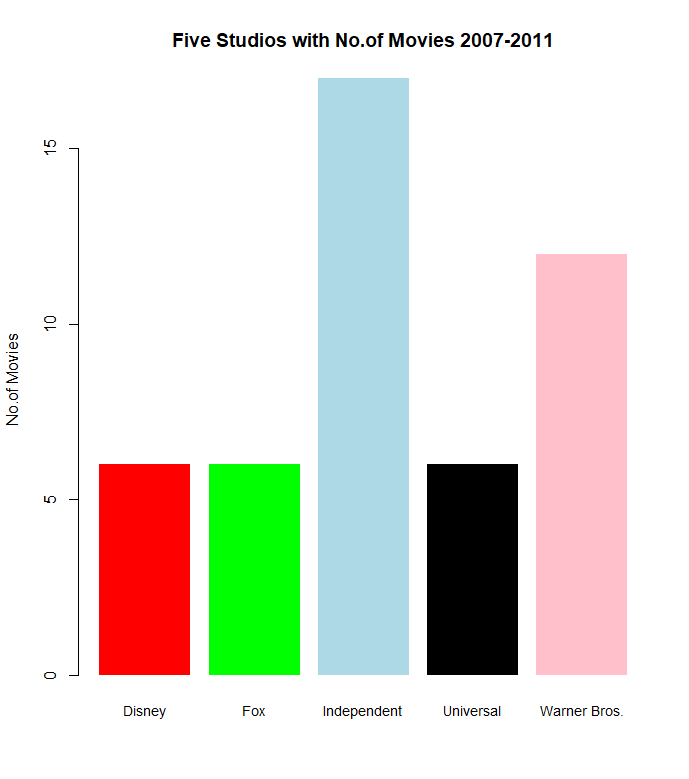 Five Studios with No.of Movies 2007-2011
No.of Movies
15
10
5
0
Disney Fox Independent Universal Warner Bros.